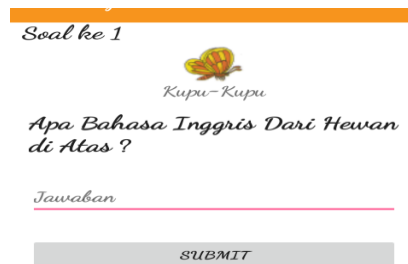 Soal ke 1
Kupu-Kupu
Apa Bahasa Inggris Dari Hewan
di Atas ?
Jawaban
SUBMIT